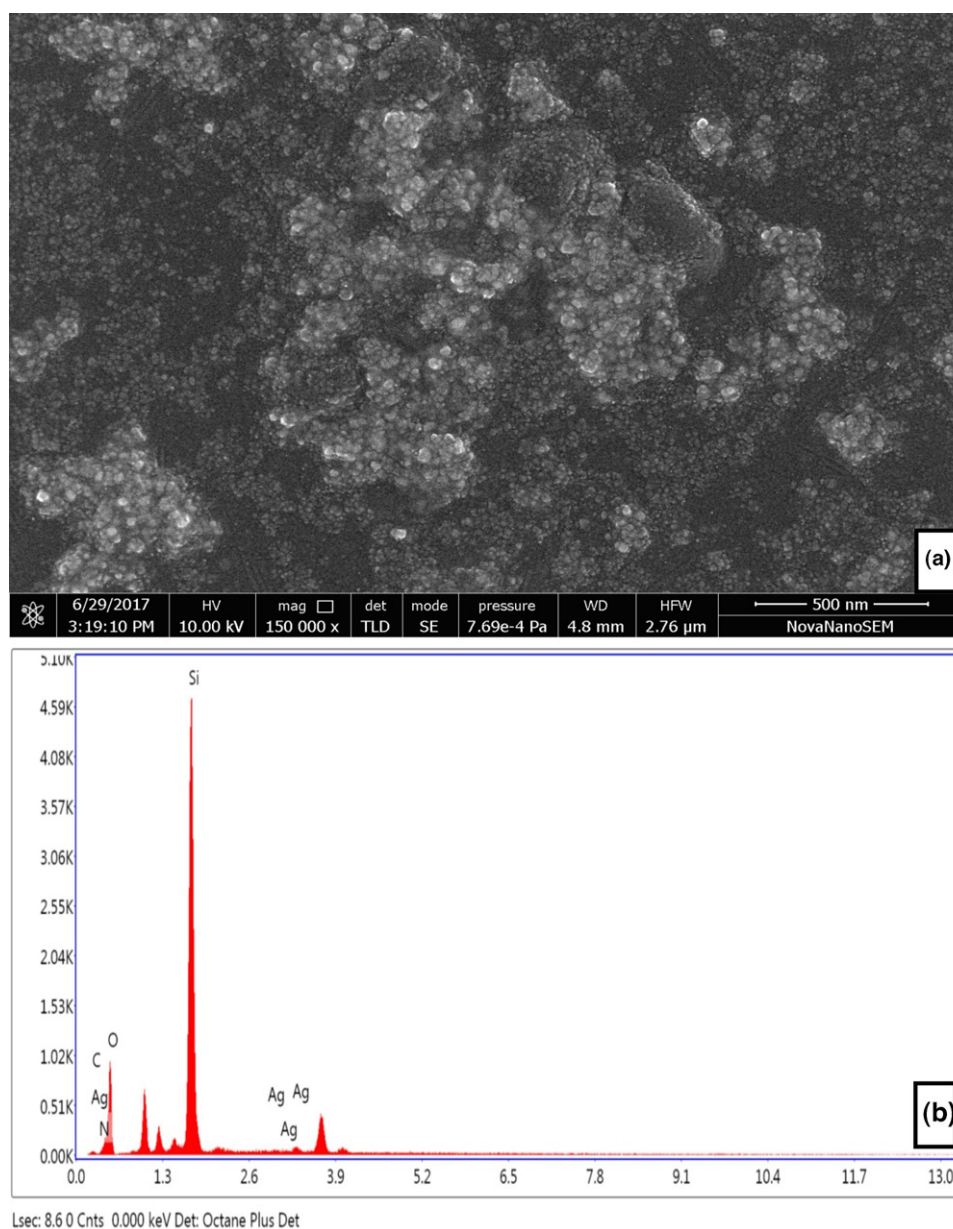 (a)
6/29/2017 HV mag det mode pressure WD HFW 500 nm
3:19:10 PM 10.00 kV 150 000 x TLD SE 7.69e-4 Pa 4.8 mm 2.76 µm NovaNanoSEM
5.10K
Si
4.59K
4.08K
3.57K
3.06K
2.55K
2.04K
1.53K
O
1.02K C
Ag Ag Ag
0.51K Ag
N
(b)
0.00K
0.0 1.3 2.6 3.9 5.2 6.5 7.8 9.1 10.4 11.7 13.0
Lsec: 8.6 0 Cnts 0.000 keV Det: Octane Plus Det